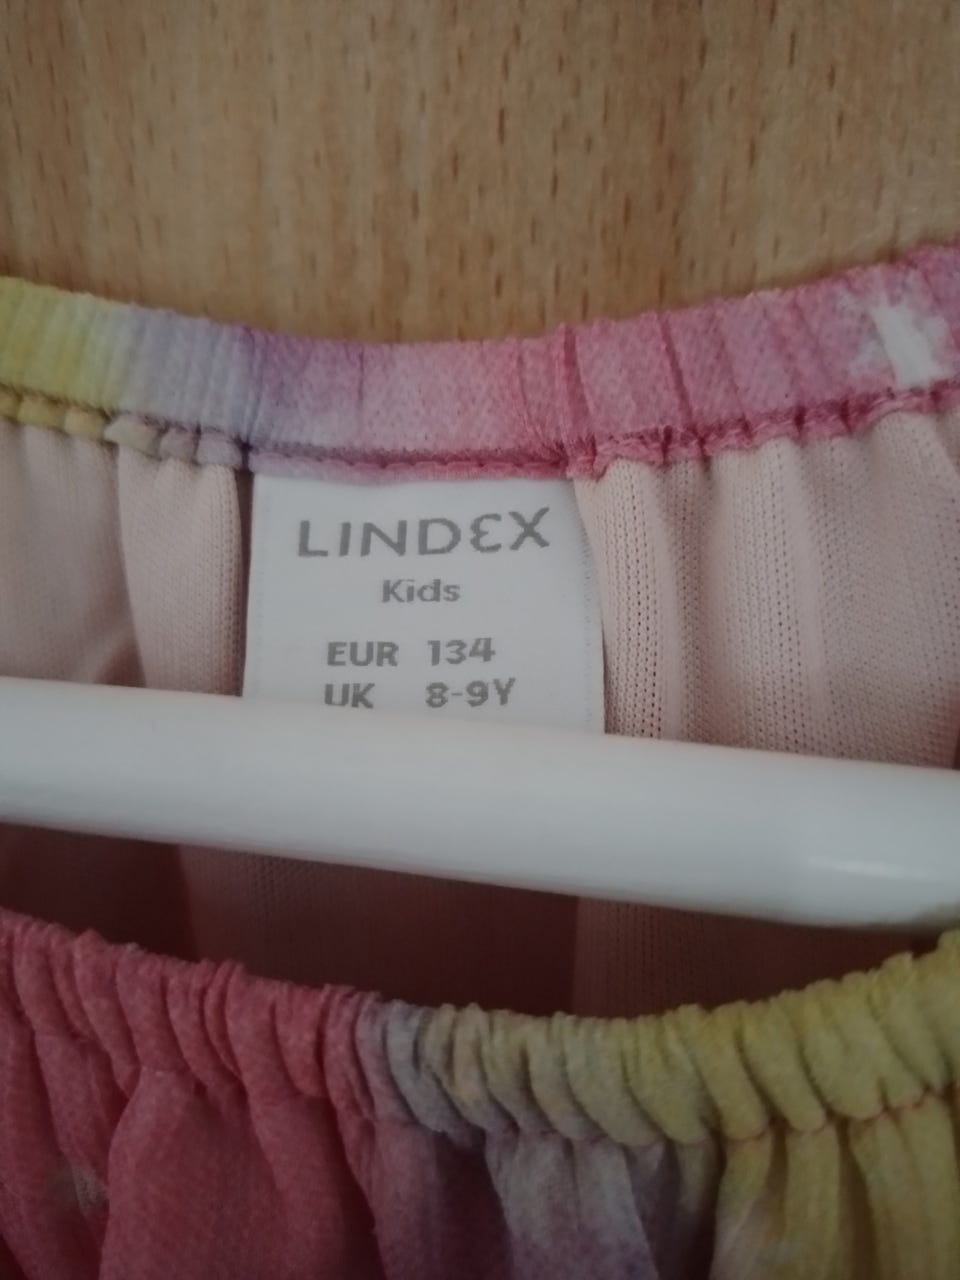 LINDEX
Kids
EUR 134
UK 8-9Y